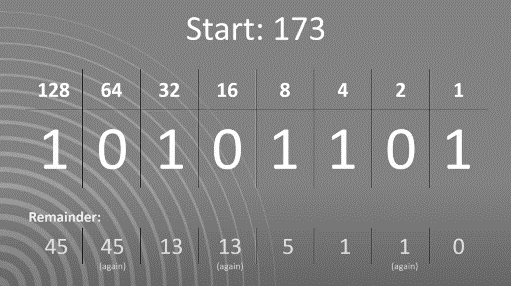 Start: 173
128 64 32 16 8 4 2 1
1 0 1 0 1 1 0 1
Remainder:
45 45 13 13 5 1 1 0
(again) (again) (again)